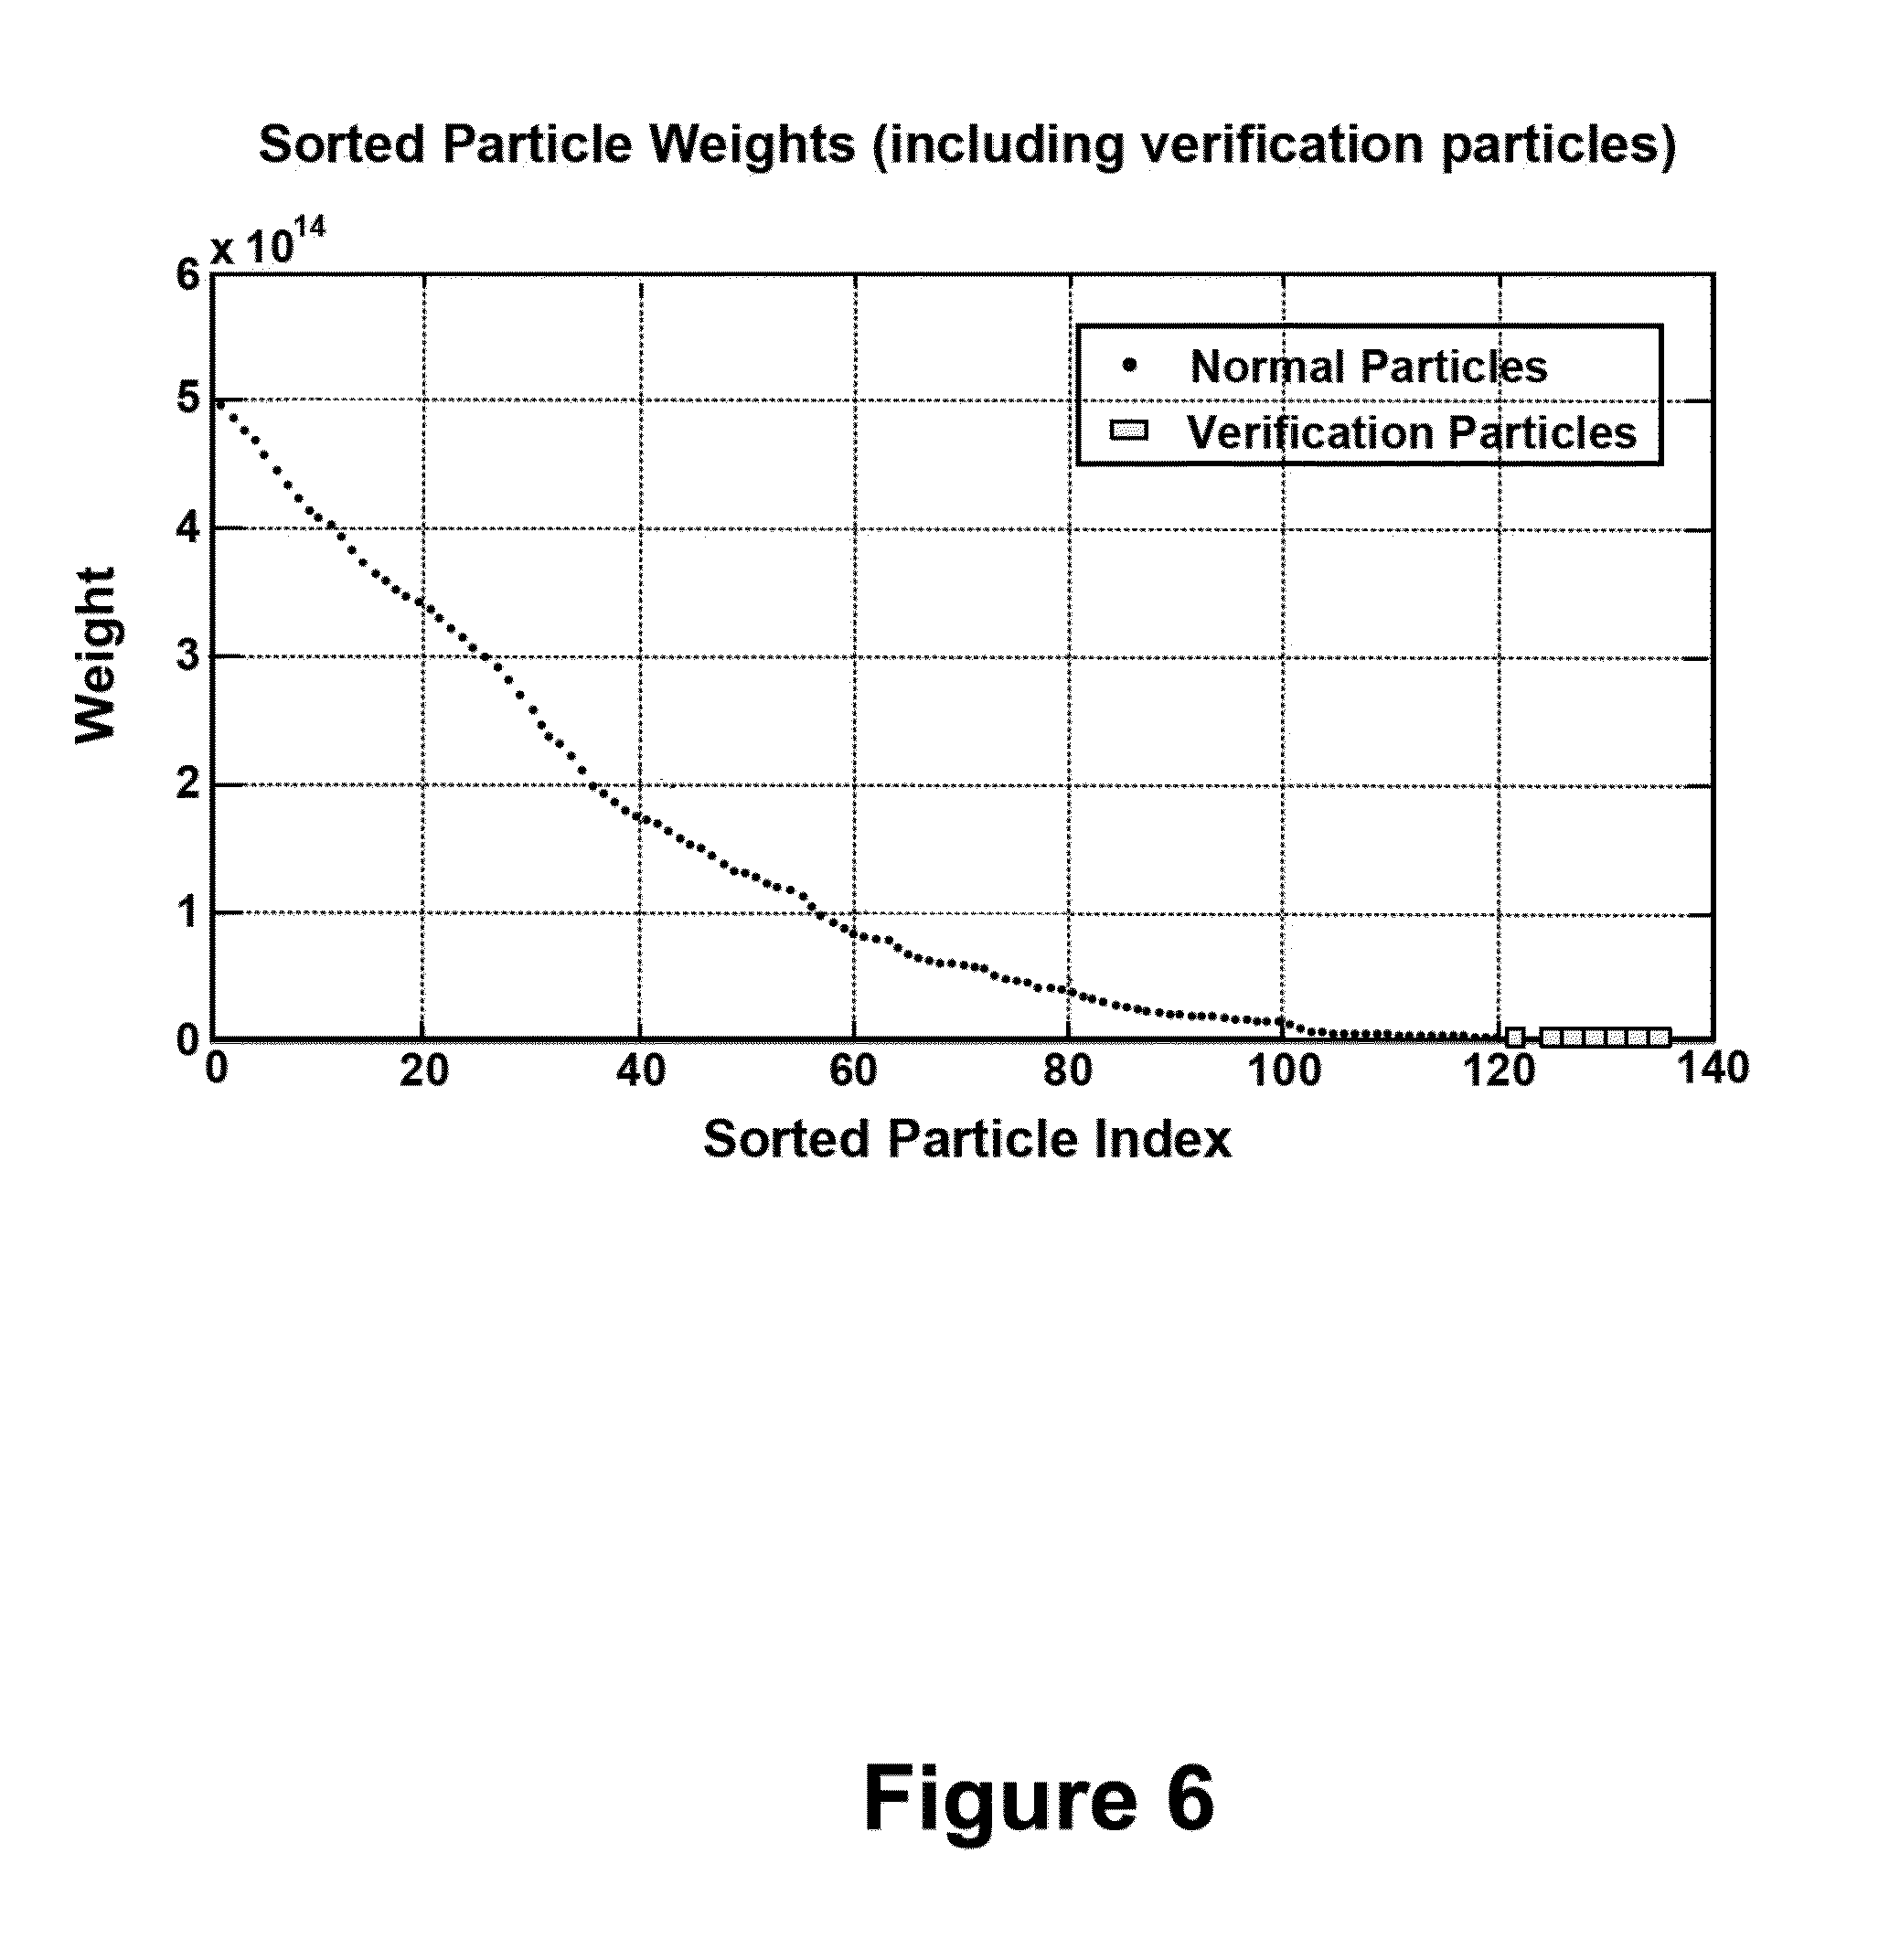 Sorted Particle Weights (including verification particles)
x 10^14
6
5
4
3
2
1
0
Weight
Normal Particles
Verification Particles
0 20 40 60 80 100 120 140
Sorted Particle Index
Figure 6